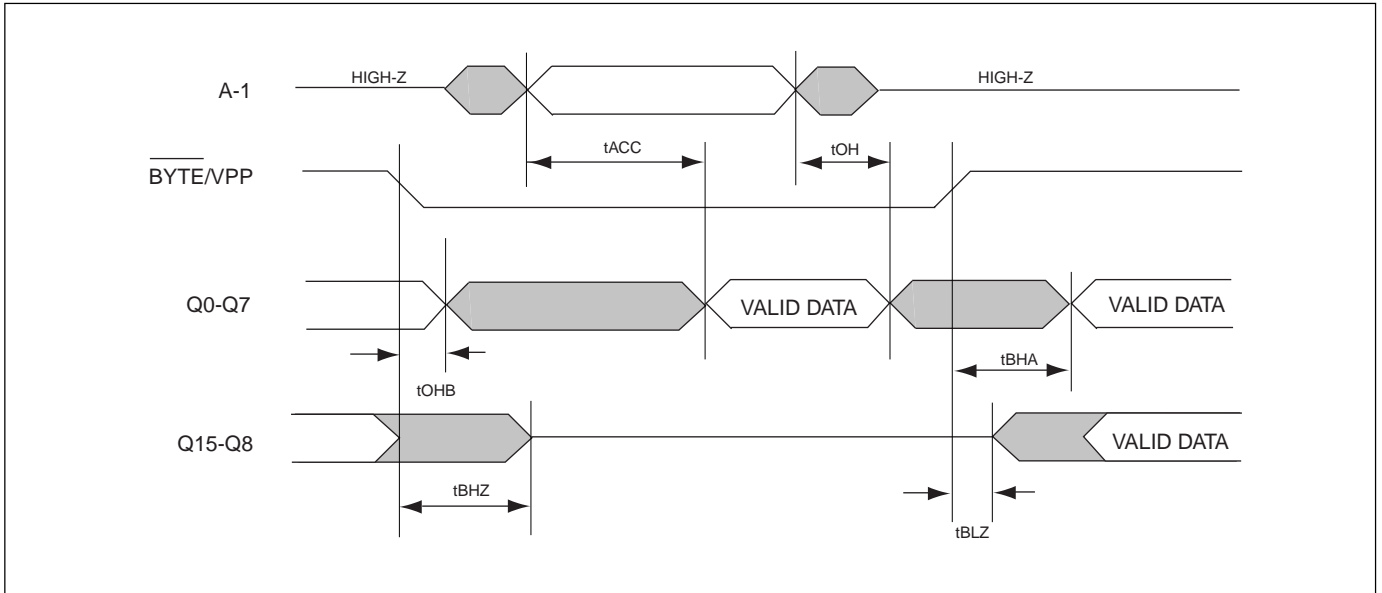 A-1
HIGH-Z
HIGH-Z
tACC
tOH
BYTE/VPP
Q0-Q7
VALID DATA
VALID DATA
tOHB
tBHA
Q15-Q8
VALID DATA
tBHZ
tBLZ